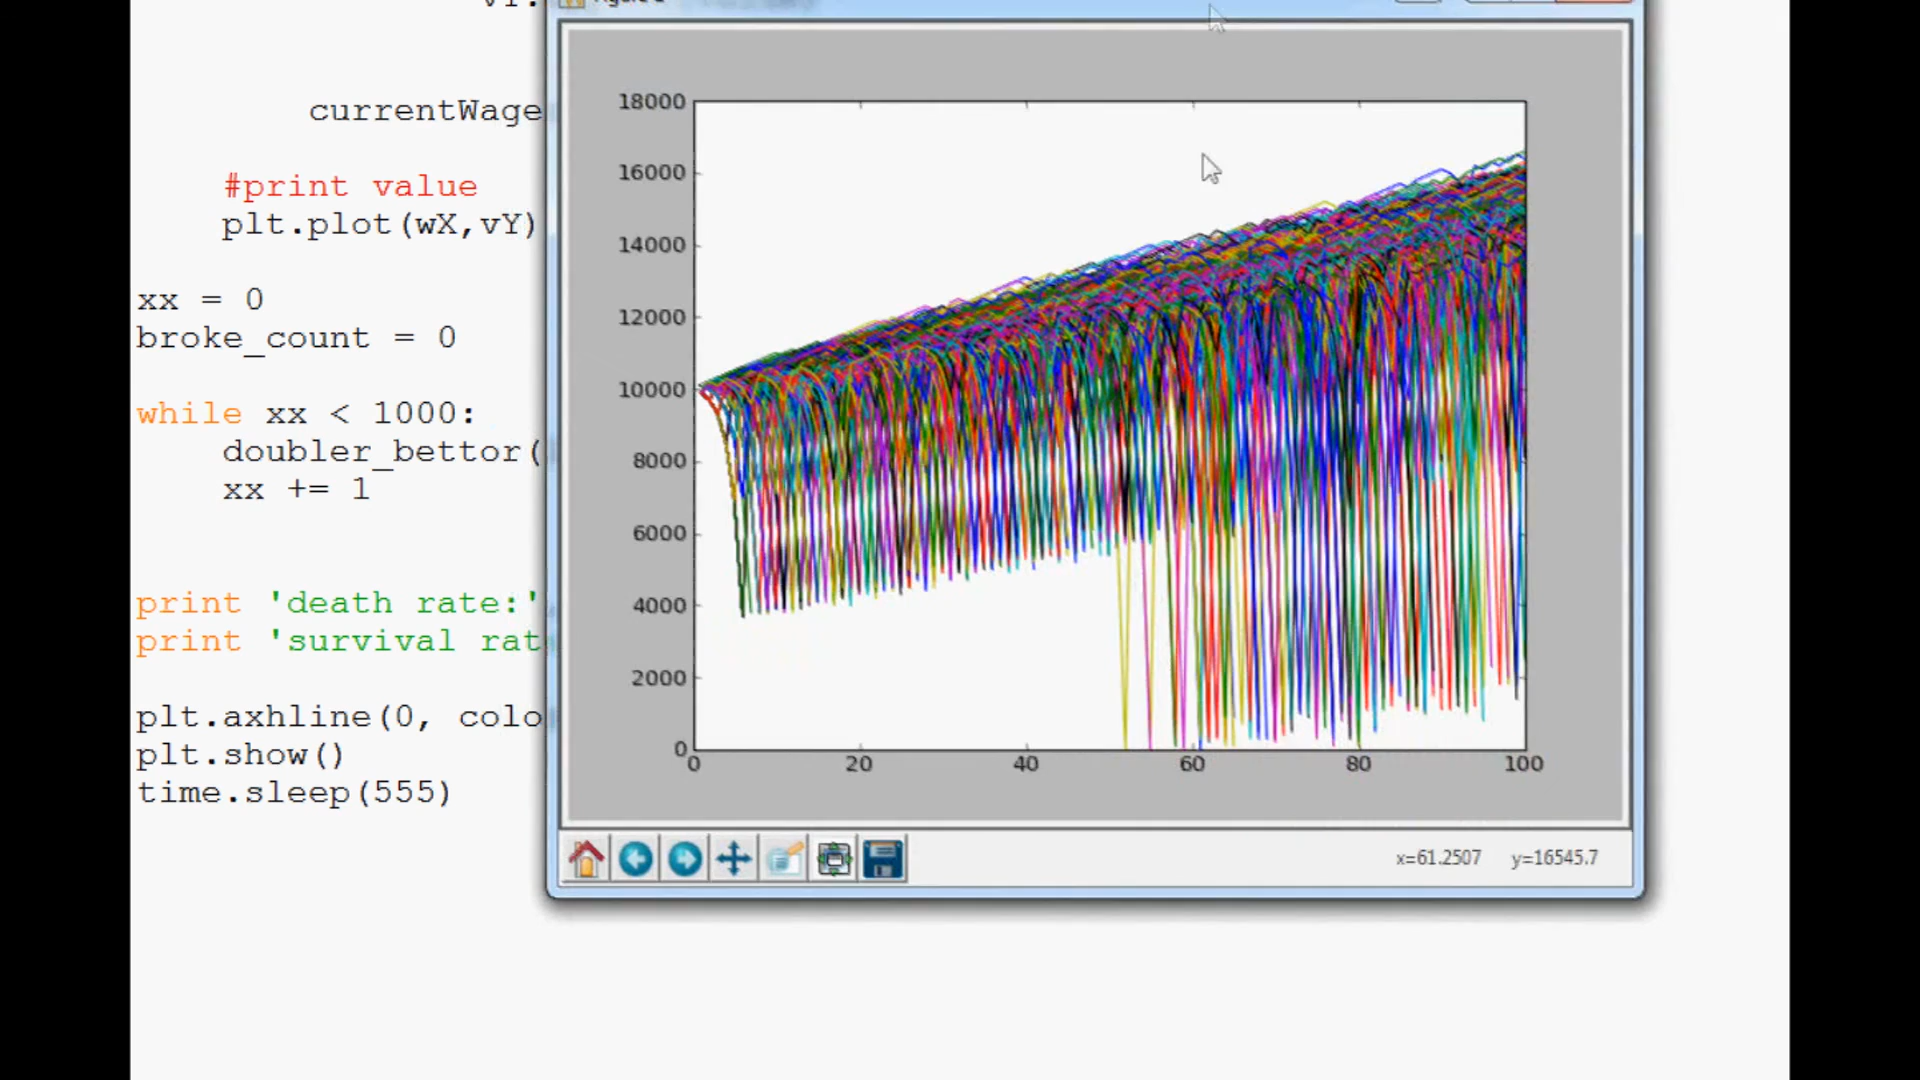 currentWage
#print value
plt.plot(wX,vY)
xx = 0
broke_count = 0
while xx < 1000:
doubler_bettor(
xx += 1
print 'death rate:'
print 'survival rat
plt.axhline(0, colo
plt.show()
time.sleep(555)
18000
16000
14000
12000
10000
8000
6000
4000
2000
0
0 20 40 60 80 100
x=61.2507 y=16545.7